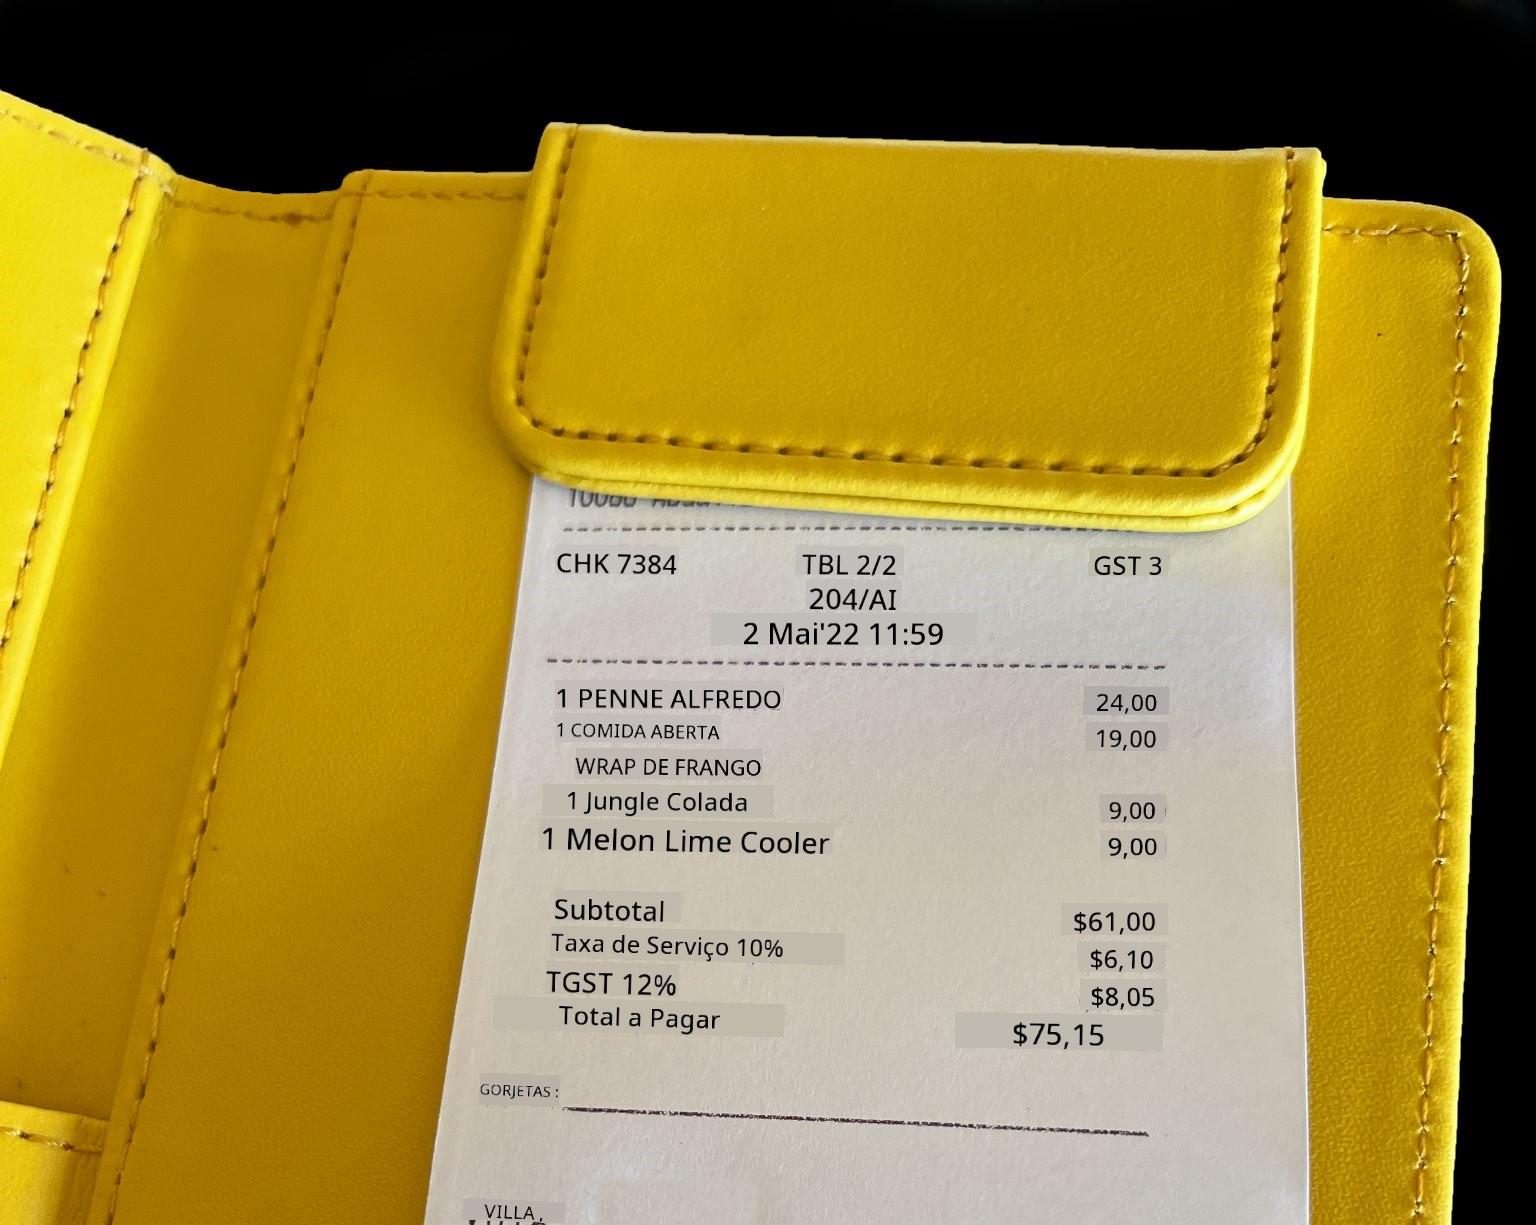 CHK 7384 TBL 2/2 GST 3
204/AI
2 Mai'22 11:59
1 PENNE ALFREDO 24,00
1 COMIDA ABERTA 19,00
WRAP DE FRANGO
1 Jungle Colada 9,00
1 Melon Lime Cooler 9,00
Subtotal $61,00
Taxa de Serviço 10% $6,10
TGST 12% $8,05
Total a Pagar $75,15
GORJETAS :
VILLA ,